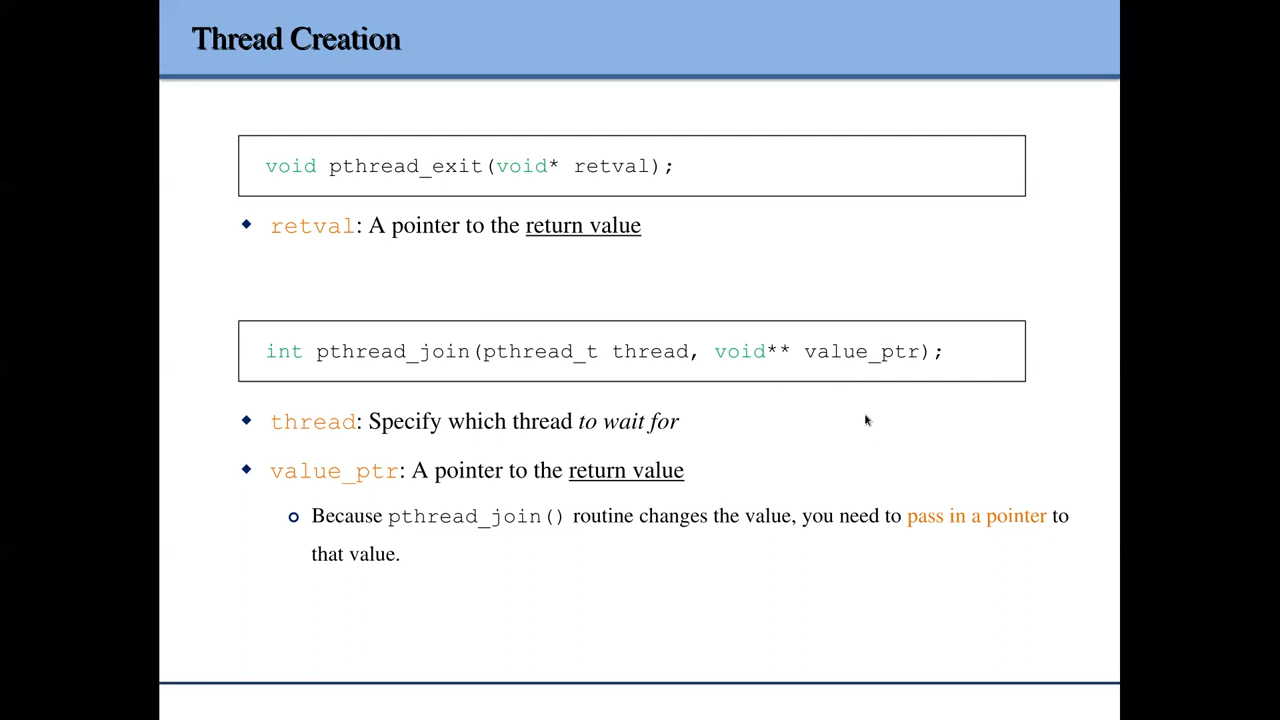 Thread Creation
void pthread_exit(void* retval);
retval: A pointer to the return value
int pthread_join(pthread_t thread, void** value_ptr);
thread: Specify which thread to wait for
value_ptr: A pointer to the return value
Because pthread_join() routine changes the value, you need to pass in a pointer to
that value.